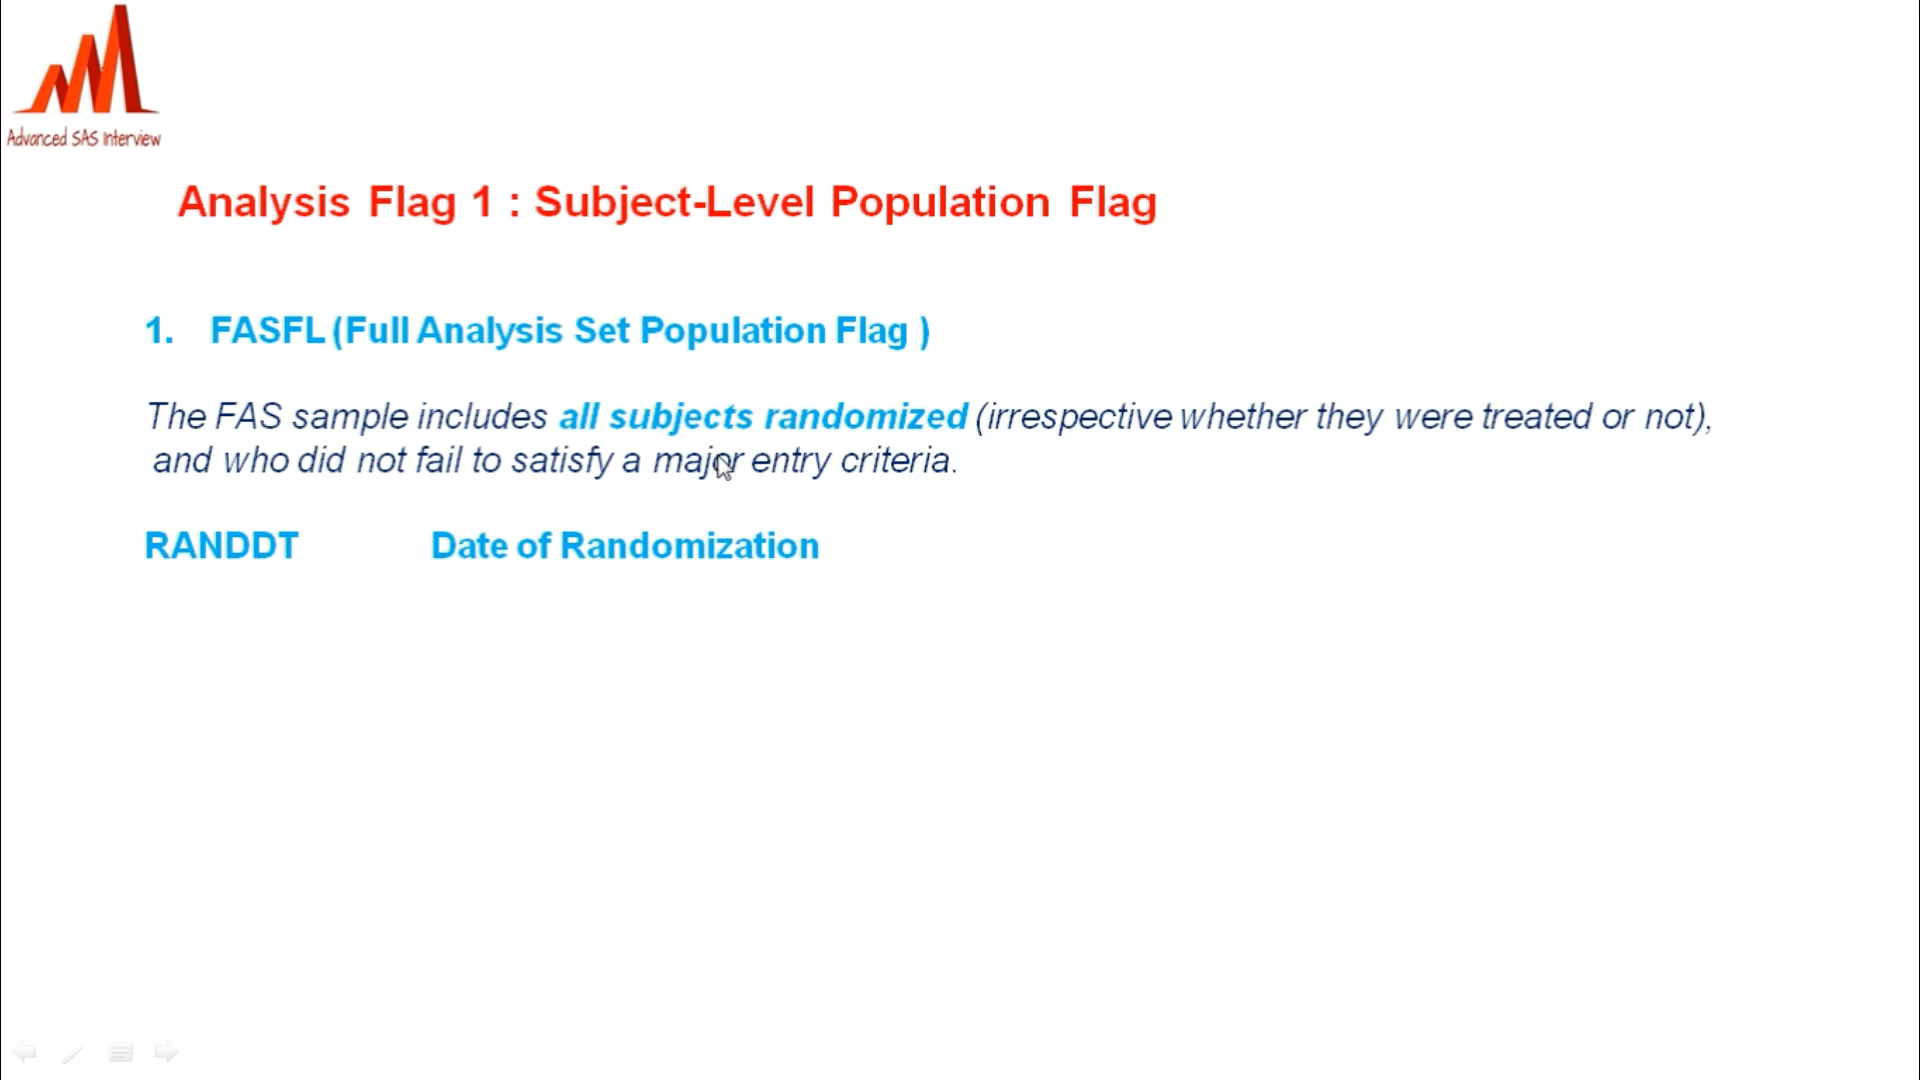 Advanced SAS Interview
Analysis Flag 1 : Subject-Level Population Flag
1. FASFL (Full Analysis Set Population Flag )
The FAS sample includes all subjects randomized (irrespective whether they were treated or not),
and who did not fail to satisfy a major entry criteria.
RANDDT Date of Randomization